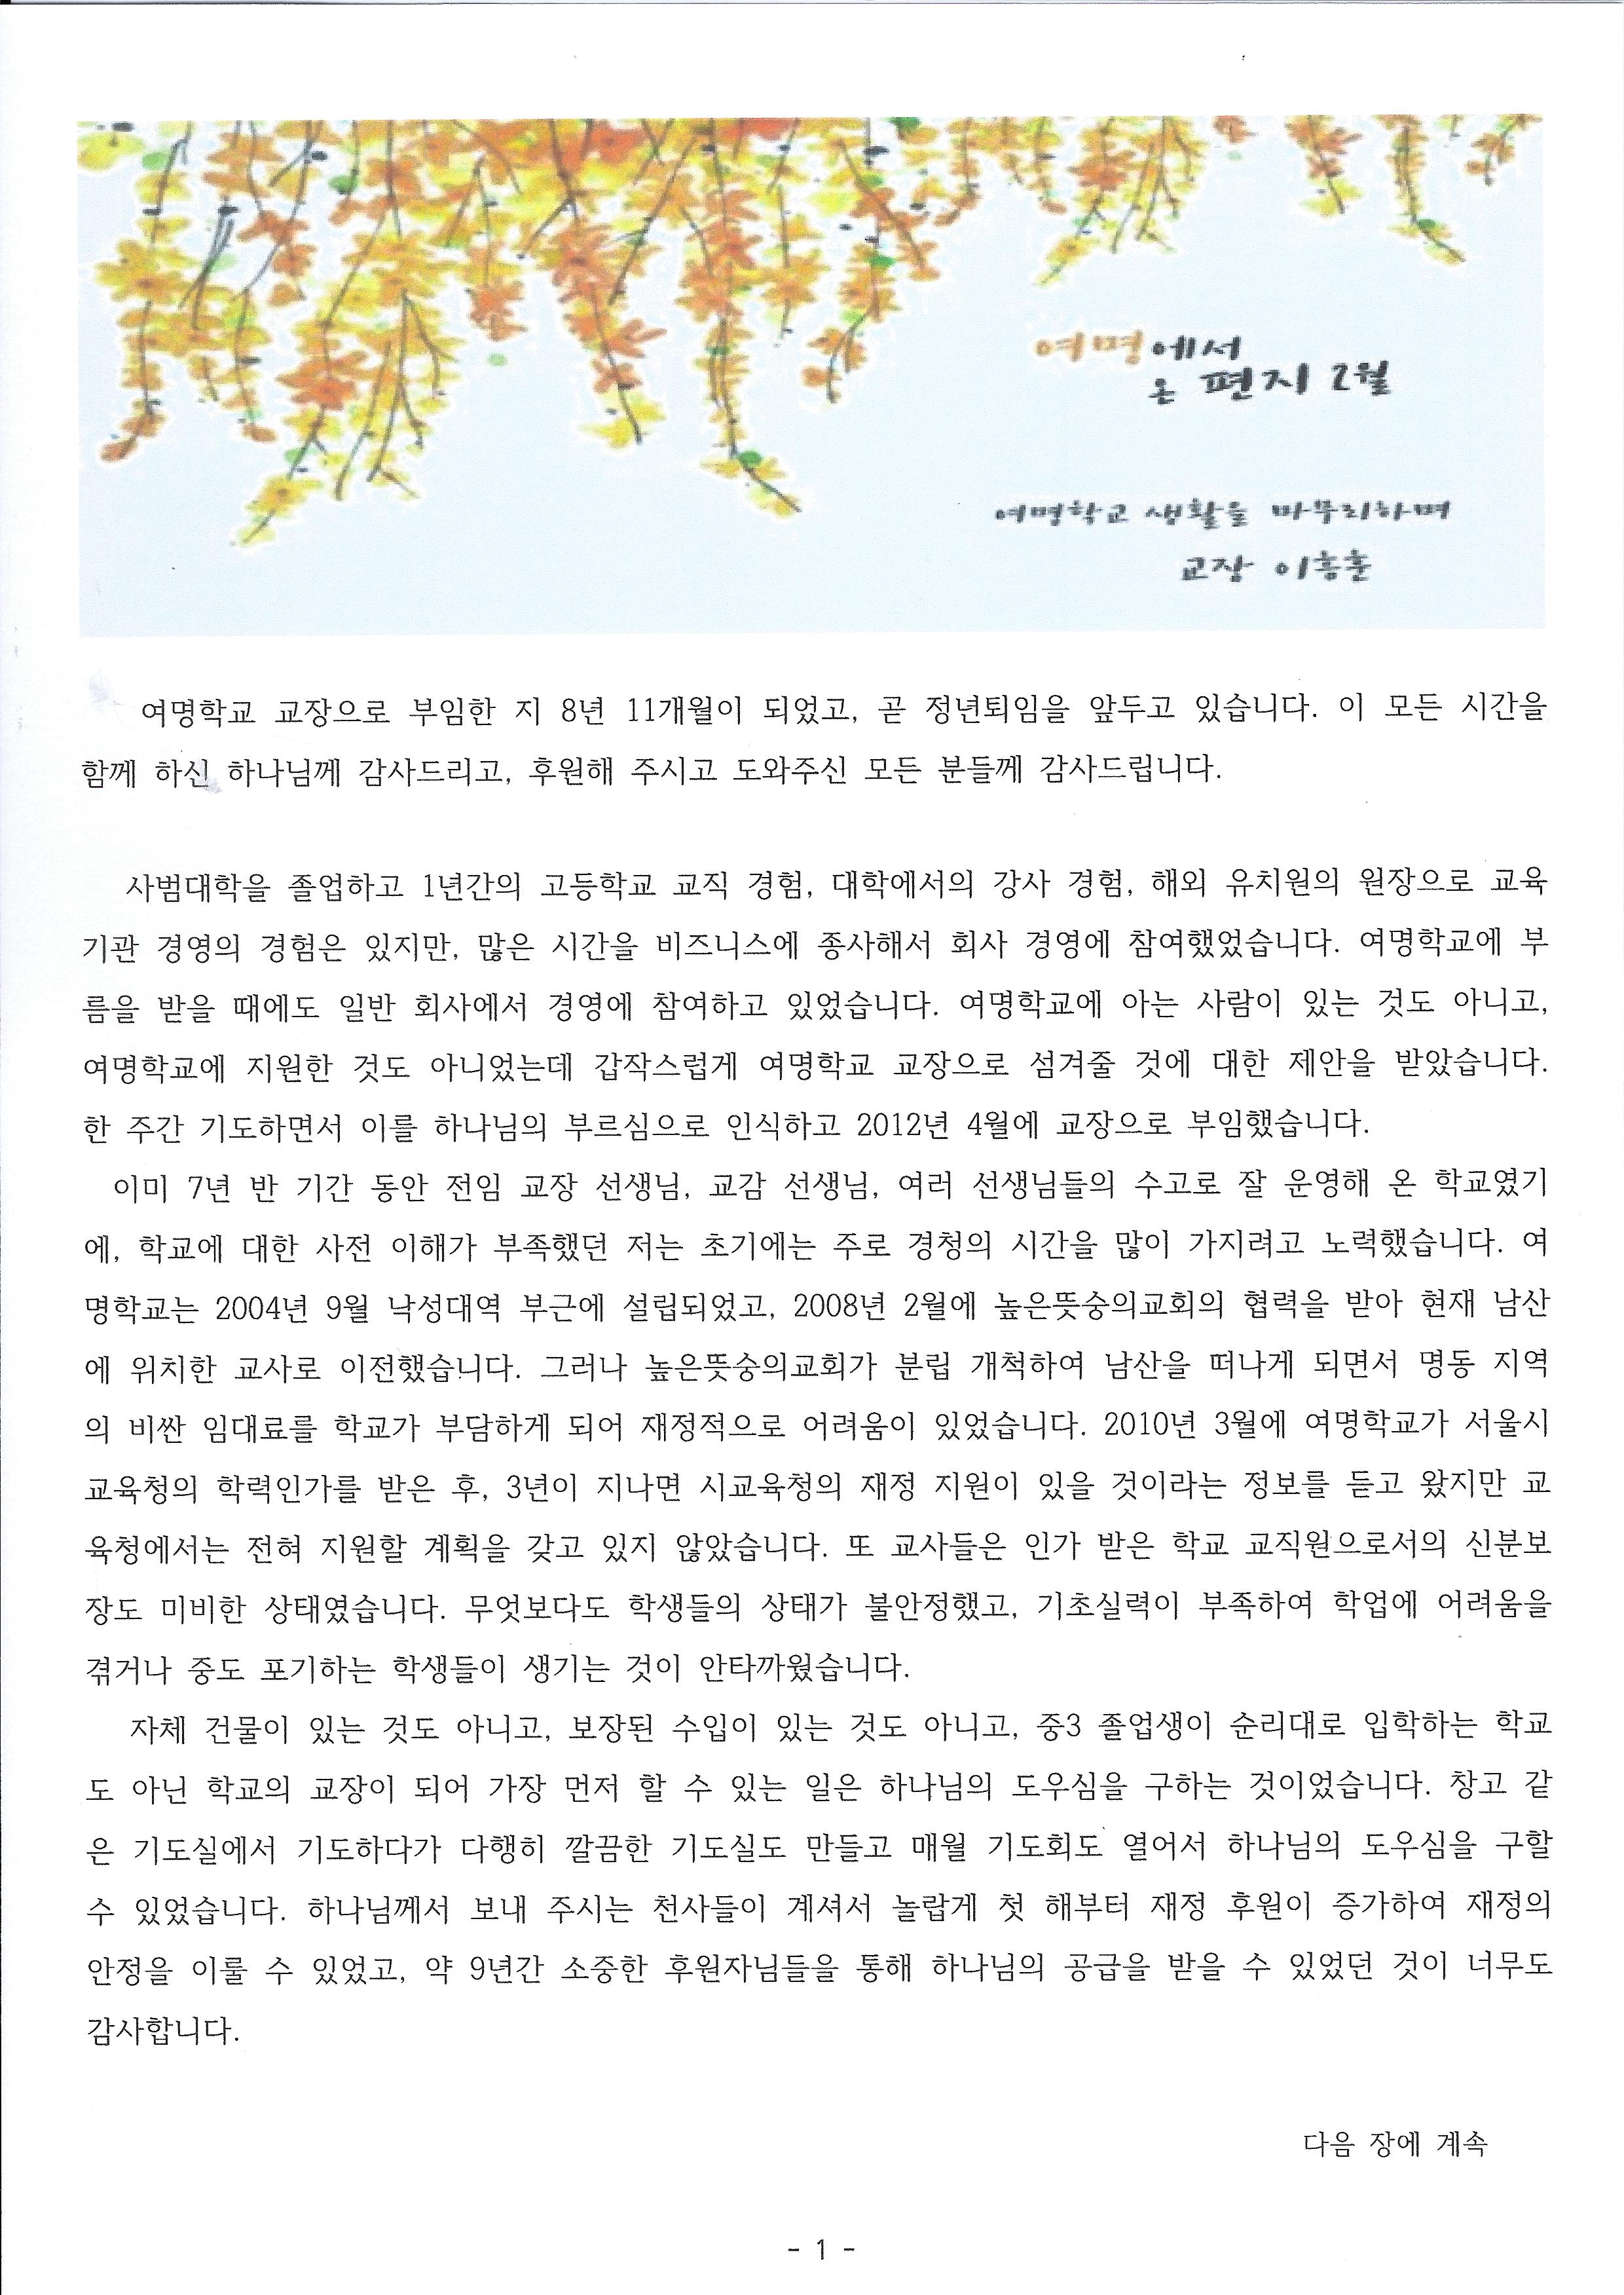 여명에서
온 편지 2월
여명학교 생활을 마무리하며
교장 이흥훈
여명학교 교장으로 부임한 지 8년 11개월이 되었고, 곧 정년퇴임을 앞두고 있습니다. 이 모든 시간을
함께 하신 하나님께 감사드리고, 후원해 주시고 도와주신 모든 분들께 감사드립니다.
사범대학을 졸업하고 1년간의 고등학교 교직 경험, 대학에서의 강사 경험, 해외 유치원의 원장으로 교육
기관 경영의 경험은 있지만, 많은 시간을 비즈니스에 종사해서 회사 경영에 참여했었습니다. 여명학교에 부
름을 받을 때에도 일반 회사에서 경영에 참여하고 있었습니다. 여명학교에 아는 사람이 있는 것도 아니고,
여명학교에 지원한 것도 아니었는데 갑작스럽게 여명학교 교장으로 섬겨줄 것에 대한 제안을 받았습니다.
한 주간 기도하면서 이를 하나님의 부르심으로 인식하고 2012년 4월에 교장으로 부임했습니다.
이미 7년 반 기간 동안 전임 교장 선생님, 교감 선생님, 여러 선생님들의 수고로 잘 운영해 온 학교였기
에, 학교에 대한 사전 이해가 부족했던 저는 초기에는 주로 경청의 시간을 많이 가지려고 노력했습니다. 여
명학교는 2004년 9월 낙성대역 부근에 설립되었고, 2008년 2월에 높은뜻숭의교회의 협력을 받아 현재 남산
에 위치한 교사로 이전했습니다. 그러나 높은뜻숭의교회가 분립 개척하여 남산을 떠나게 되면서 명동 지역
의 비싼 임대료를 학교가 부담하게 되어 재정적으로 어려움이 있었습니다. 2010년 3월에 여명학교가 서울시
교육청의 학력인가를 받은 후, 3년이 지나면 시교육청의 재정 지원이 있을 것이라는 정보를 듣고 왔지만 교
육청에서는 전혀 지원할 계획을 갖고 있지 않았습니다. 또 교사들은 인가 받은 학교 교직원으로서의 신분보
장도 미비한 상태였습니다. 무엇보다도 학생들의 상태가 불안정했고, 기초실력이 부족하여 학업에 어려움을
겪거나 중도 포기하는 학생들이 생기는 것이 안타까웠습니다.
자체 건물이 있는 것도 아니고, 보장된 수입이 있는 것도 아니고, 중3 졸업생이 순리대로 입학하는 학교
도 아닌 학교의 교장이 되어 가장 먼저 할 수 있는 일은 하나님의 도우심을 구하는 것이었습니다. 창고 같
은 기도실에서 기도하다가 다행히 깔끔한 기도실도 만들고 매월 기도회도 열어서 하나님의 도우심을 구할
수 있었습니다. 하나님께서 보내 주시는 천사들이 계셔서 놀랍게 첫 해부터 재정 후원이 증가하여 재정의
안정을 이룰 수 있었고, 약 9년간 소중한 후원자님들을 통해 하나님의 공급을 받을 수 있었던 것이 너무도
감사합니다.
다음 장에 계속
- 1 -